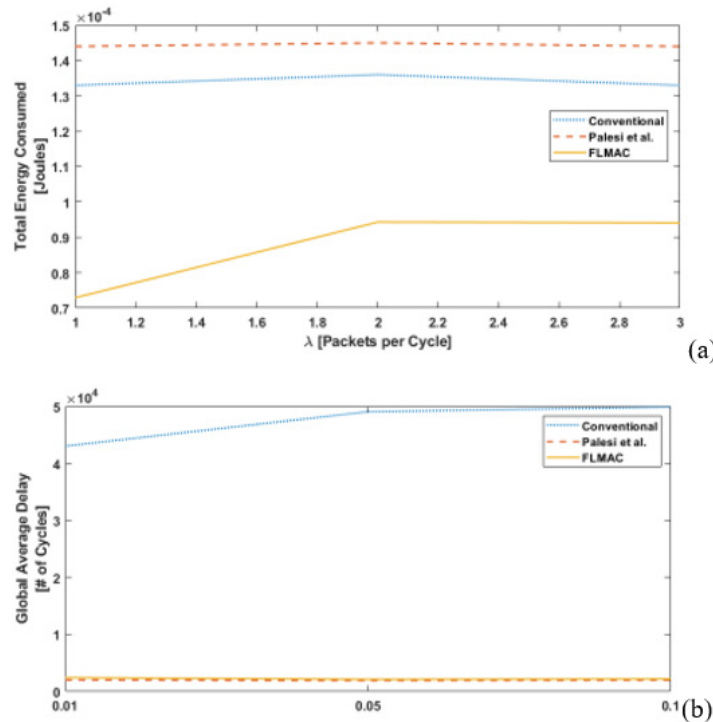 ×10⁻⁴
1.5
1.4
1.3
1.2
1.1
1
0.9
0.8
0.7
Total Energy Consumed
[Joules]
Conventional
Palesi et al.
FLMAC
1 1.2 1.4 1.6 1.8 2 2.2 2.4 2.6 2.8 3
λ [Packets per Cycle]
(a)
×10⁴
5
4
3
2
1
0
Global Average Delay
[# of Cycles]
Conventional
Palesi et al.
FLMAC
0.01 0.05 0.1
(b)